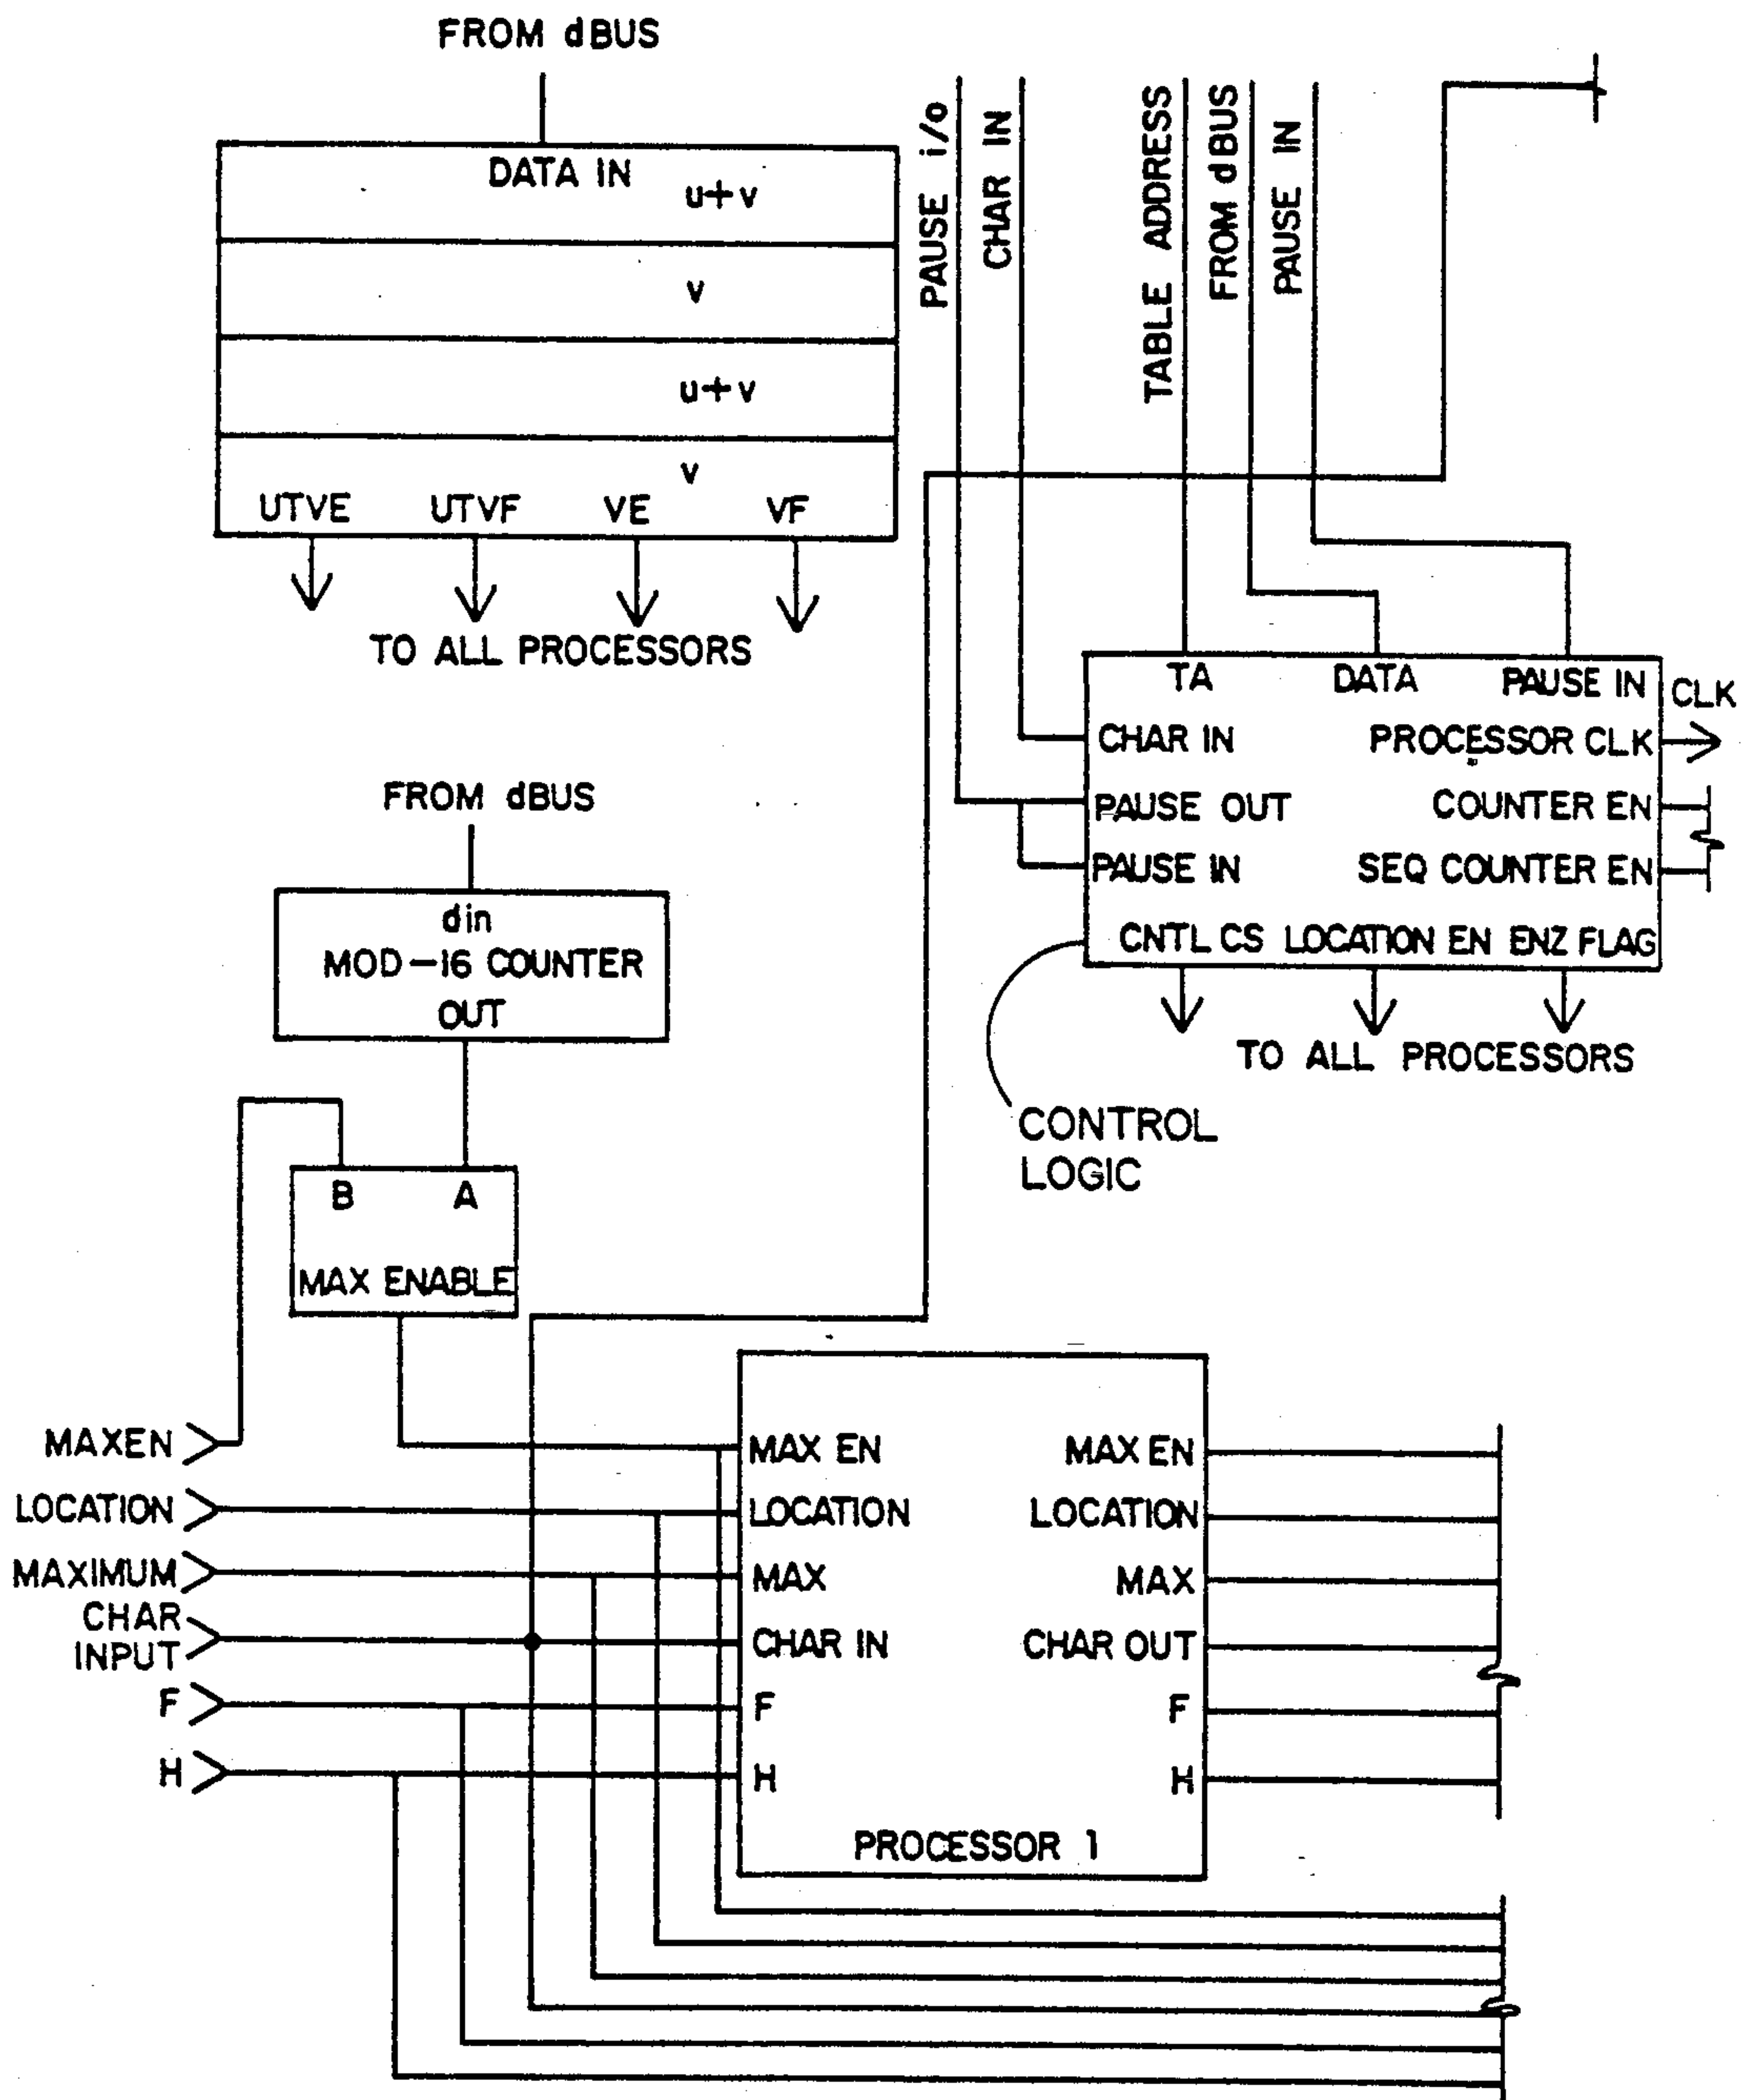 FROM dBUS
DATA IN
u+v
v
u+v
v
UTVE UTVF VE VF
TO ALL PROCESSORS
PAUSE i/o
CHAR IN
TABLE ADDRESS
FROM dBUS
PAUSE IN
TA DATA PAUSE IN
CLK
CHAR IN PROCESSOR CLK
PAUSE OUT COUNTER EN
PAUSE IN SEQ COUNTER EN
CNTL CS LOCATION EN ENZ FLAG
TO ALL PROCESSORS
CONTROL
LOGIC
FROM dBUS
din
MOD-16 COUNTER
OUT
B A
MAX ENABLE
MAXEN
LOCATION
MAXIMUM
CHAR
INPUT
F
H
MAX EN MAX EN
LOCATION LOCATION
MAX MAX
CHAR IN CHAR OUT
F F
H H
PROCESSOR 1